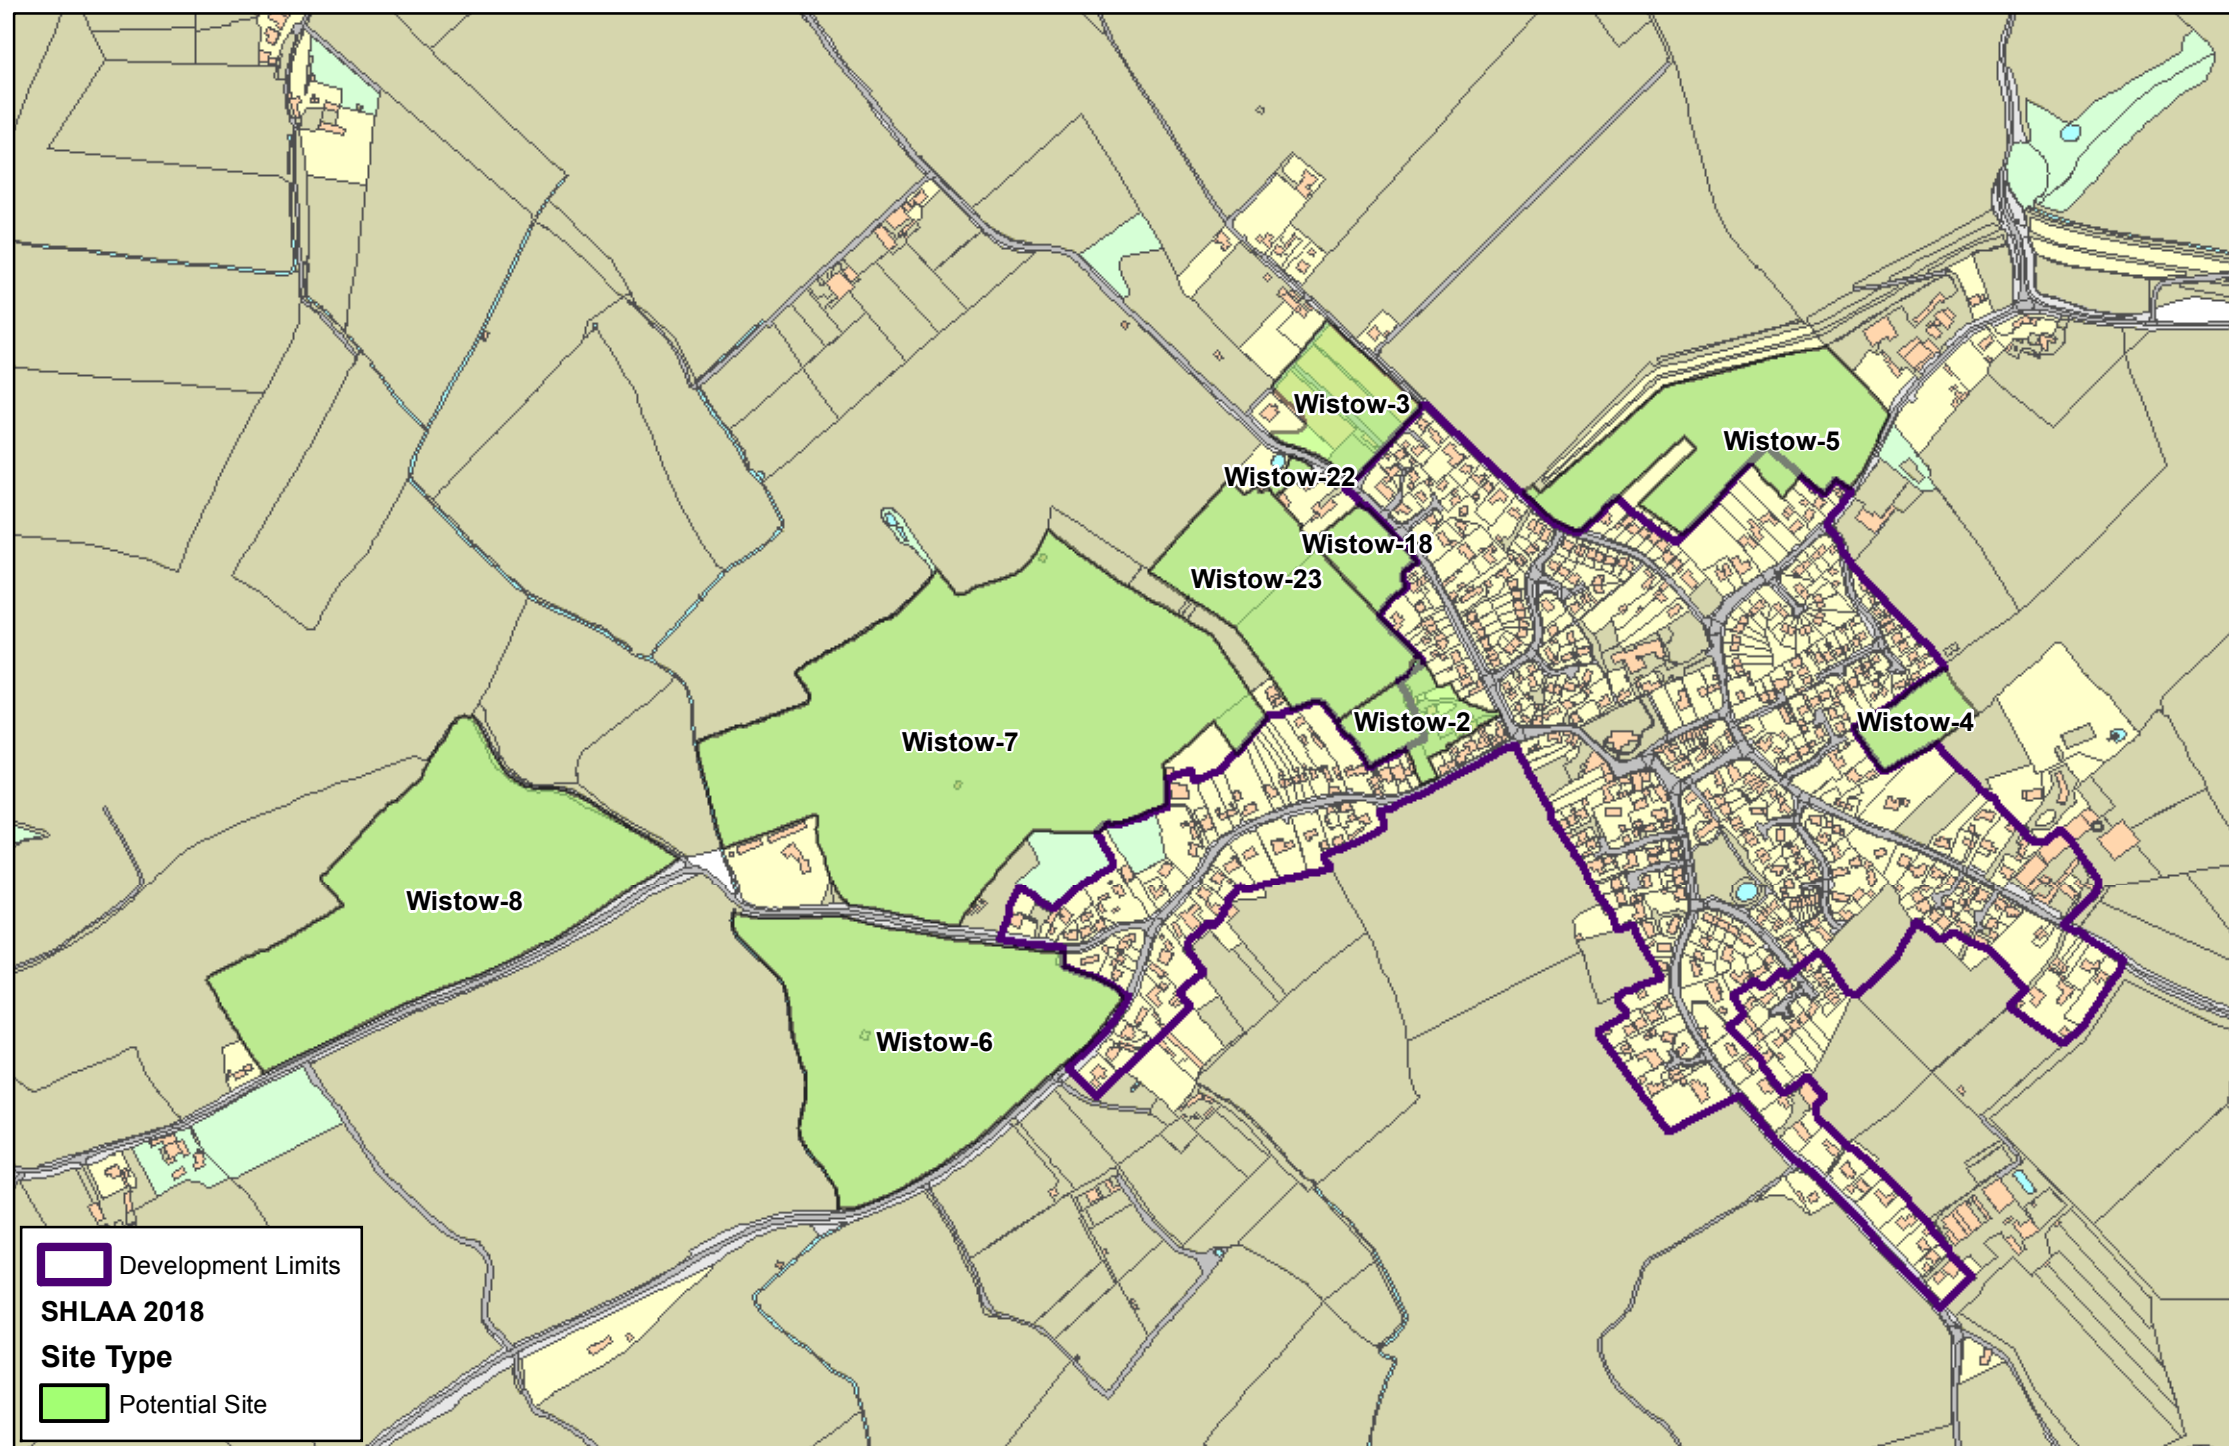 Wistow-3
Wistow-5
Wistow-22
Wistow-18
Wistow-23
Wistow-2
Wistow-4
Wistow-7
Wistow-8
Wistow-6
Development Limits
SHLAA 2018
Site Type
Potential Site